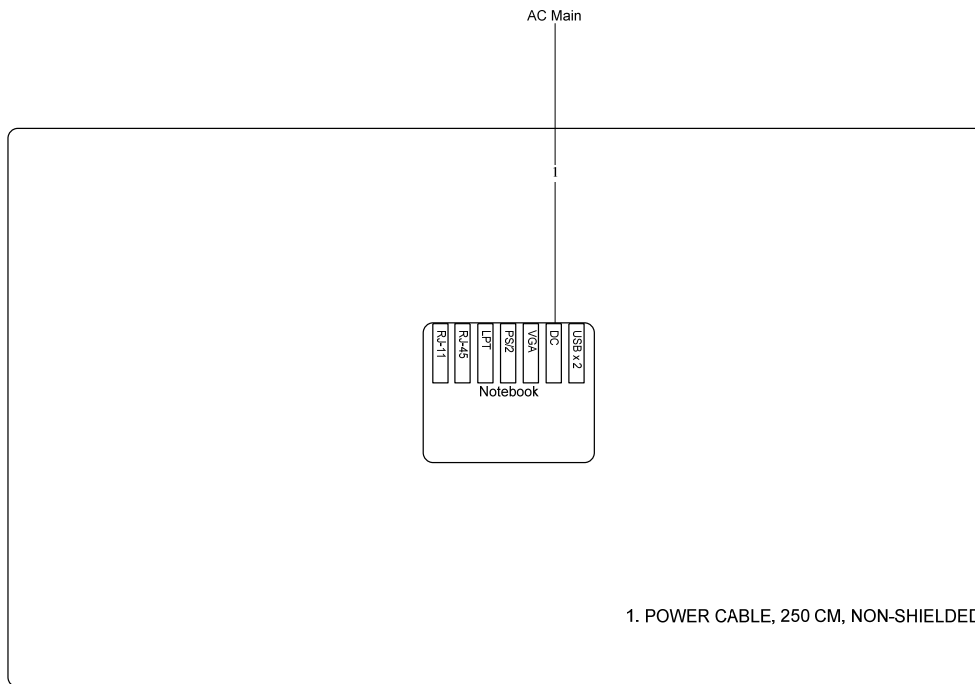 AC Main
1
RJ-11
RJ-45
LPT
PS/2
VGA
DC
USB x 2
Notebook
1. POWER CABLE, 250 CM, NON-SHIELDED